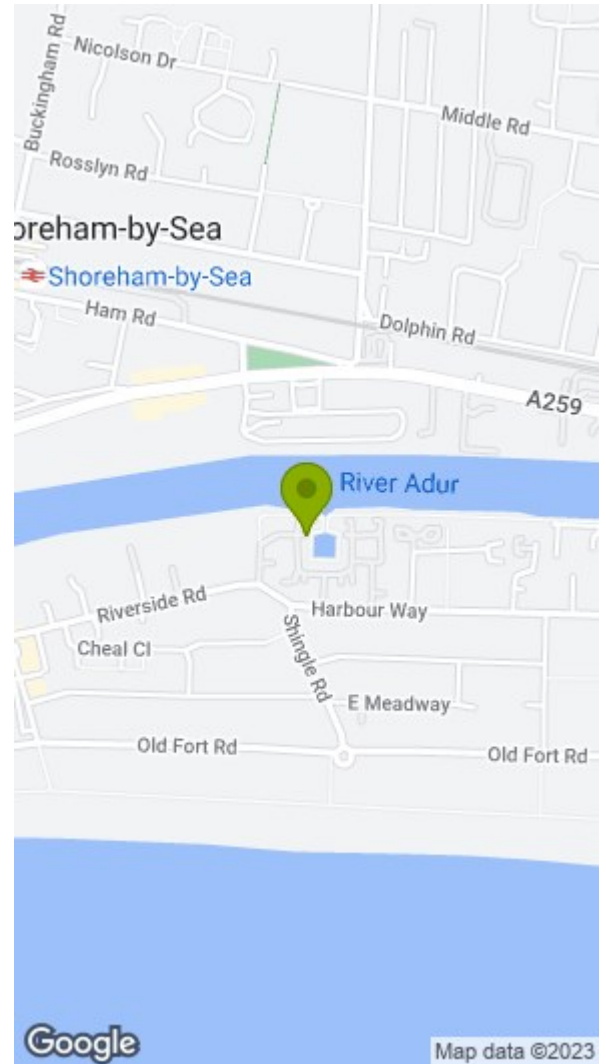 Nicolson Dr
Buckingham Rd
Middle Rd
Rosslyn Rd
oreham-by-Sea
Shoreham-by-Sea
Ham Rd
Dolphin Rd
A259
River Adur
Riverside Rd
Harbour Way
Cheal Cl
Shingle Rd
E Meadway
Old Fort Rd
Old Fort Rd
Google
Map data ©2023